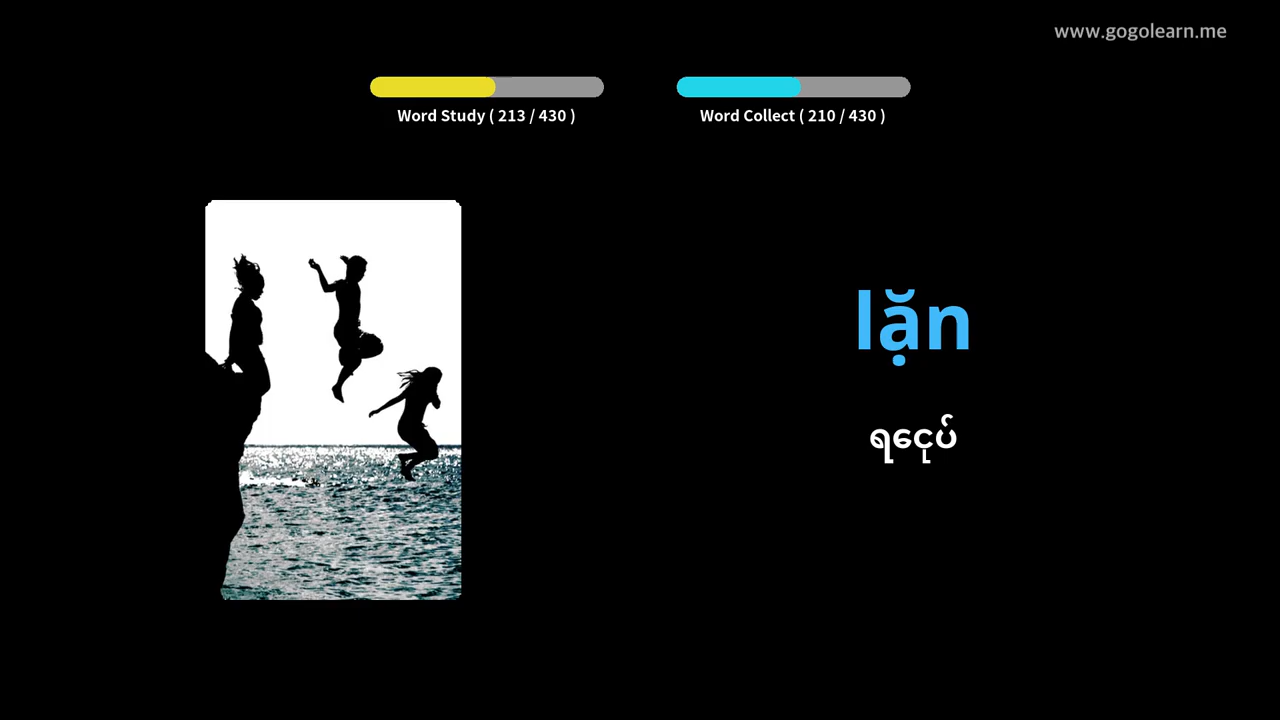 www.gogolearn.me
Word Study ( 213 / 430 )
Word Collect ( 210 / 430 )
lặn
ရငေုပ်